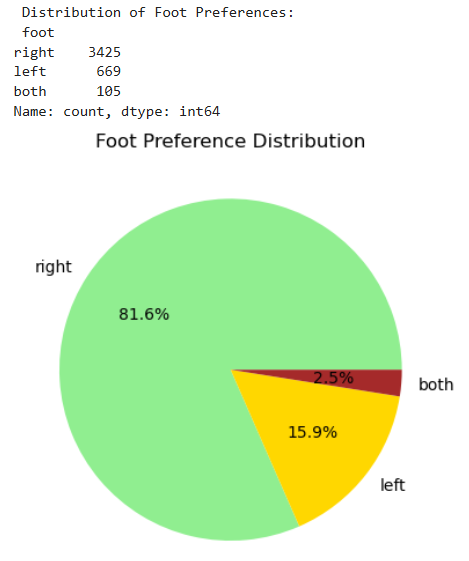 Distribution of Foot Preferences:
foot
right    3425
left      669
both      105
Name: count, dtype: int64
Foot Preference Distribution
right
81.6%
2.5%
both
15.9%
left